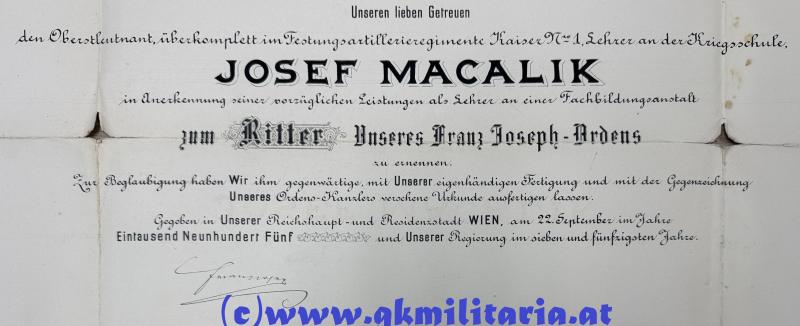 Unseren lieben Getreuen
den Oberstleutnant, überkomplett im Festungsartillerieregimente Kaiser Nro 1, Lehrer an der Kriegsschule,
JOSEF MACALIK
in Anerkennung seiner vorzüglichen Leistungen als Lehrer an einer Fachbildungsanstalt
zum Ritter Unseres Franz Joseph-Ordens
zu ernennen.
Zur Beglaubigung haben Wir ihm gegenwärtige, mit Unserer eigenhändigen Fertigung und mit der Gegenzeichnung
Unseres Ordens-Kanzlers versehene Urkunde ausfertigen lassen.
Gegeben in Unserer Reichshaupt- und Residenzstadt WIEN, am 22. September im Jahre
Eintausend Neunhundert Fünf und Unserer Regierung im sieben und fünfzigsten Jahre.
(c)www.gkmilitaria.at